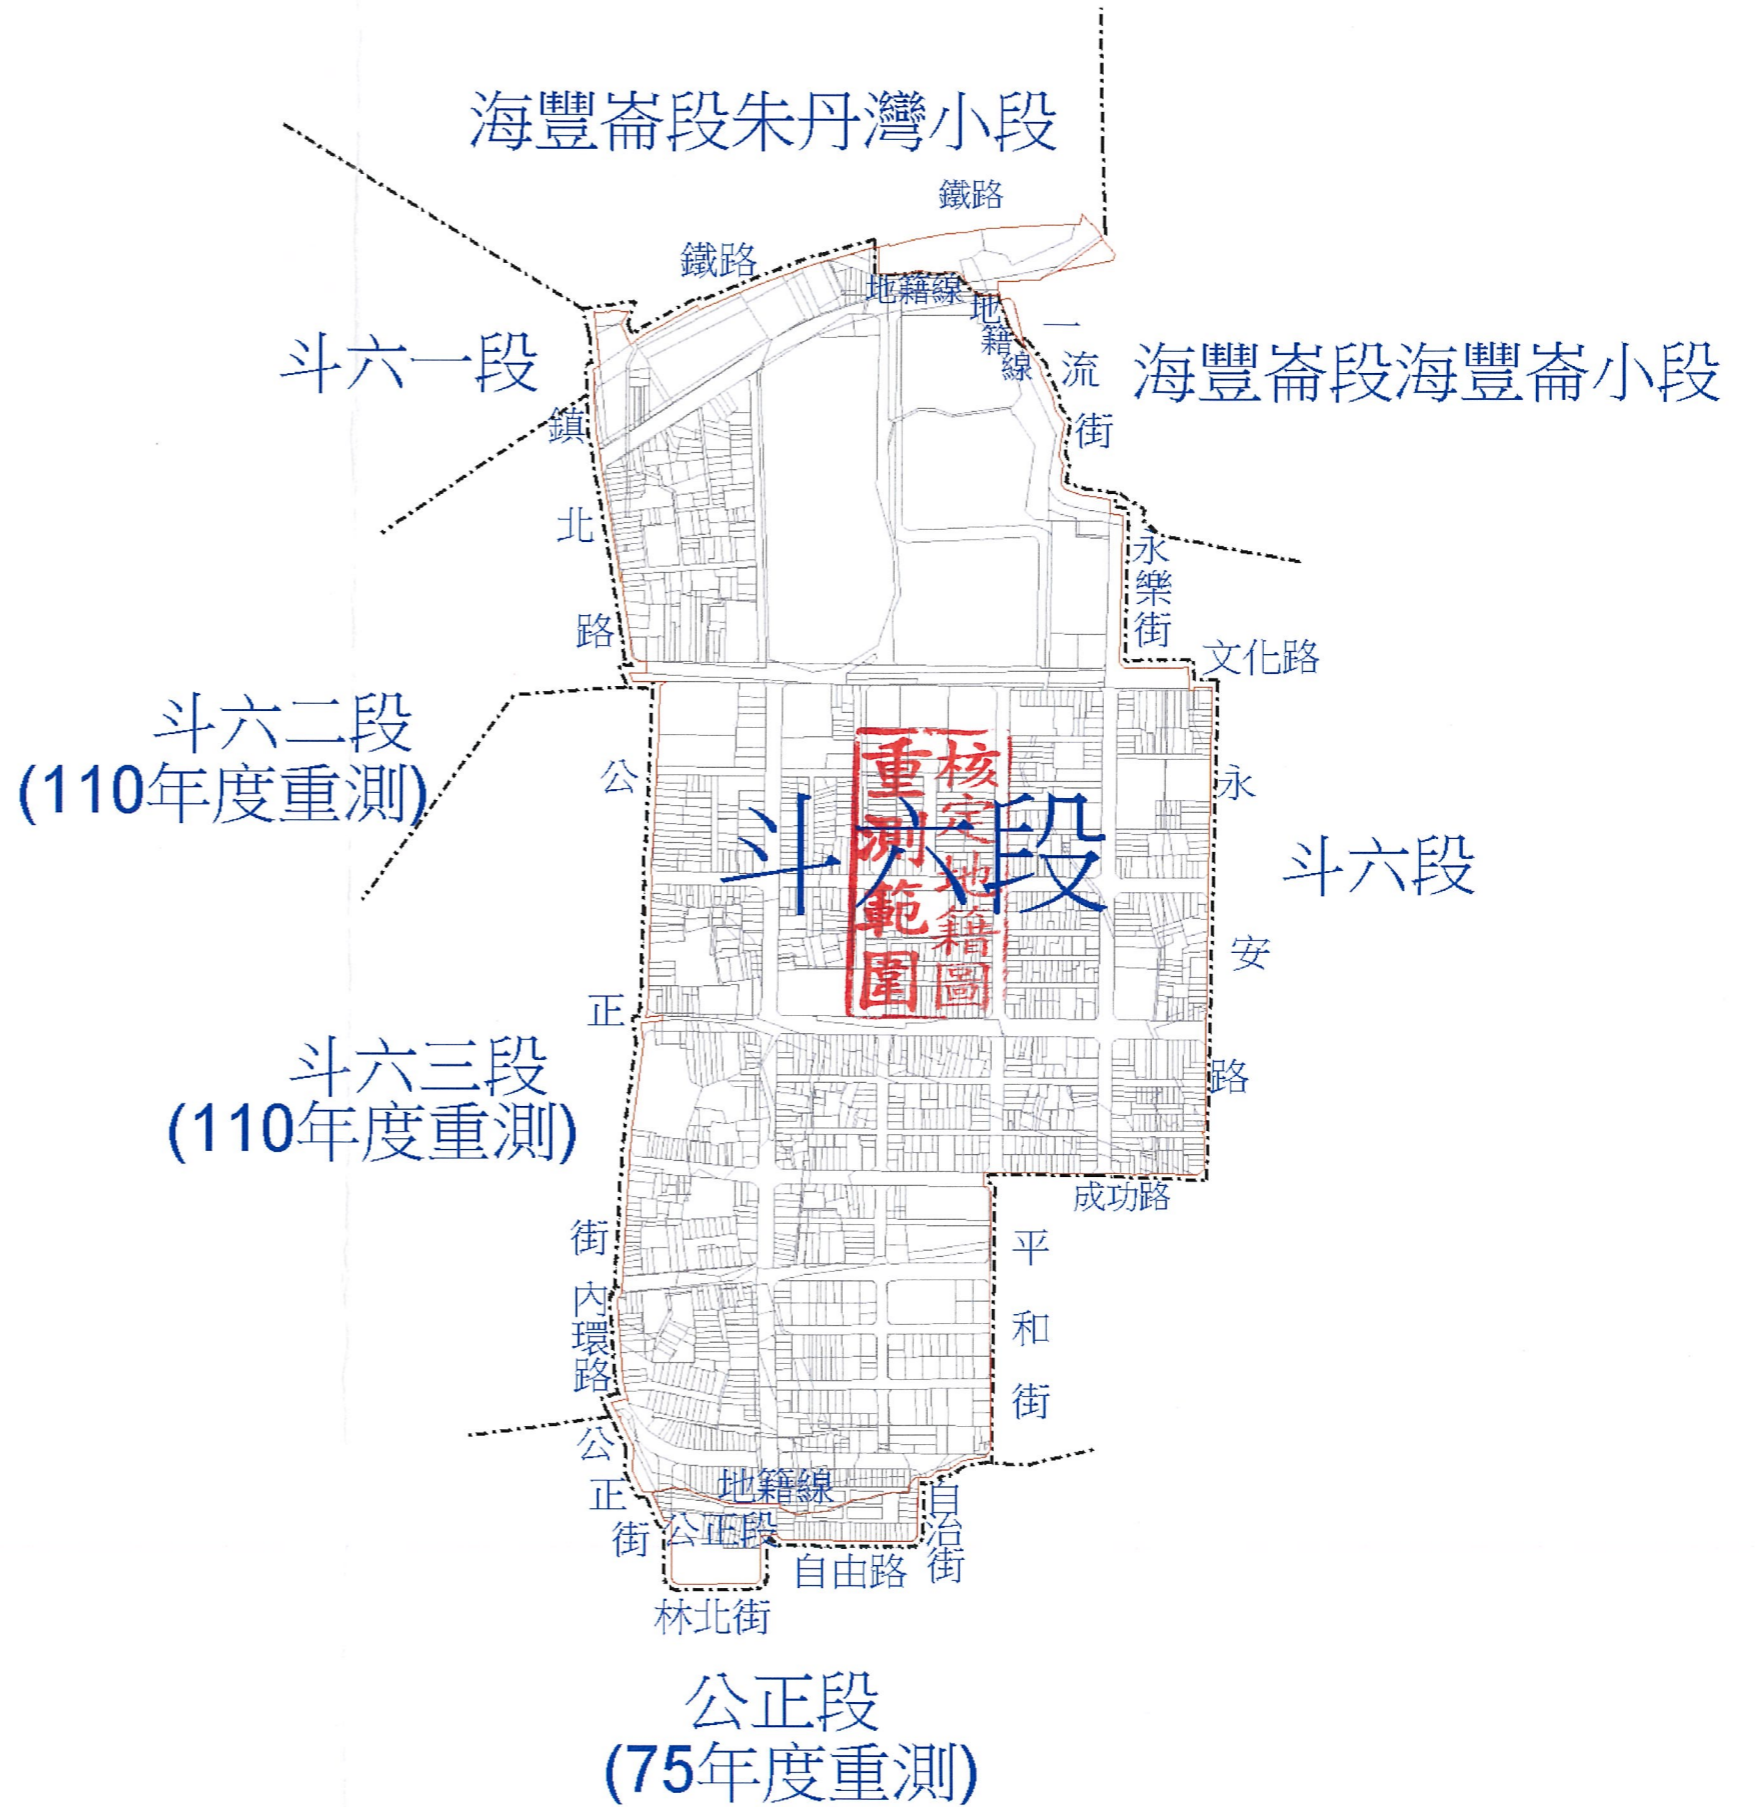 海豐崙段朱丹灣小段
鐵路
鐵路
地籍線
地籍線
一流街
斗六一段
海豐崙段海豐崙小段
鎮北路
永樂街
文化路
斗六二段
(110年度重測)
公正街
核定地籍圖
重測範圍
斗六段
永安路
斗六段
斗六三段
(110年度重測)
成功路
平和街
內環路
公正街
地籍線
公正段
自治街
自由路
林北街
公正段
(75年度重測)